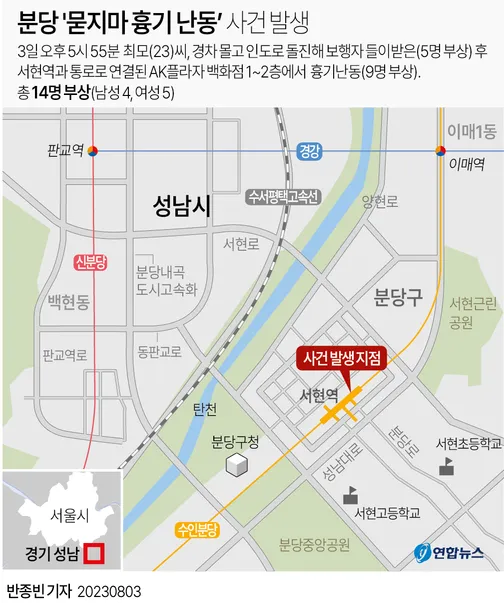 분당 '묻지마 흉기 난동' 사건 발생
3일 오후 5시 55분 최모(23)씨, 경차 몰고 인도로 돌진해 보행자 들이받은(5명 부상) 후
서현역과 통로로 연결된 AK플라자 백화점 1~2층에서 흉기난동(9명 부상).
총 14명 부상(남성 4, 여성 5)
이매1동
판교역
경강
이매역
성남시
수서평택고속선
양현로
서현로
신분당
분당내곡
도시고속화
백현동
분당구
서현근린
공원
판교역로
동판교로
사건 발생 지점
서현역
탄천
분당구청
성남대로
분당로
서현초등학교
서울시
서현고등학교
수인분당
경기 성남
분당중앙공원
연합뉴스
반종빈 기자 20230803